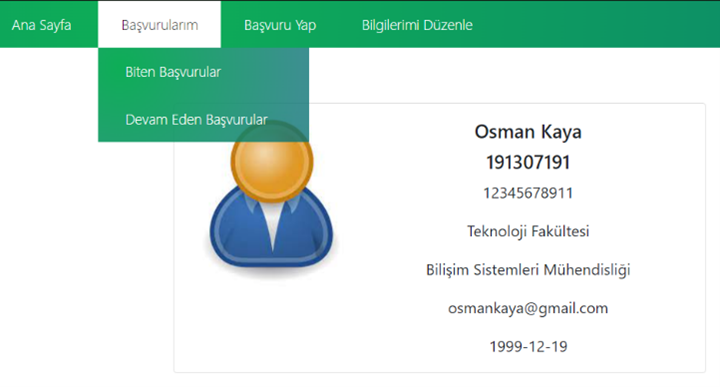 Ana Sayfa Başvurularım Başvuru Yap Bilgilerimi Düzenle
Biten Başvurular
Devam Eden Başvurular
Osman Kaya
191307191
12345678911
Teknoloji Fakültesi
Bilişim Sistemleri Mühendisliği
osmankaya@gmail.com
1999-12-19